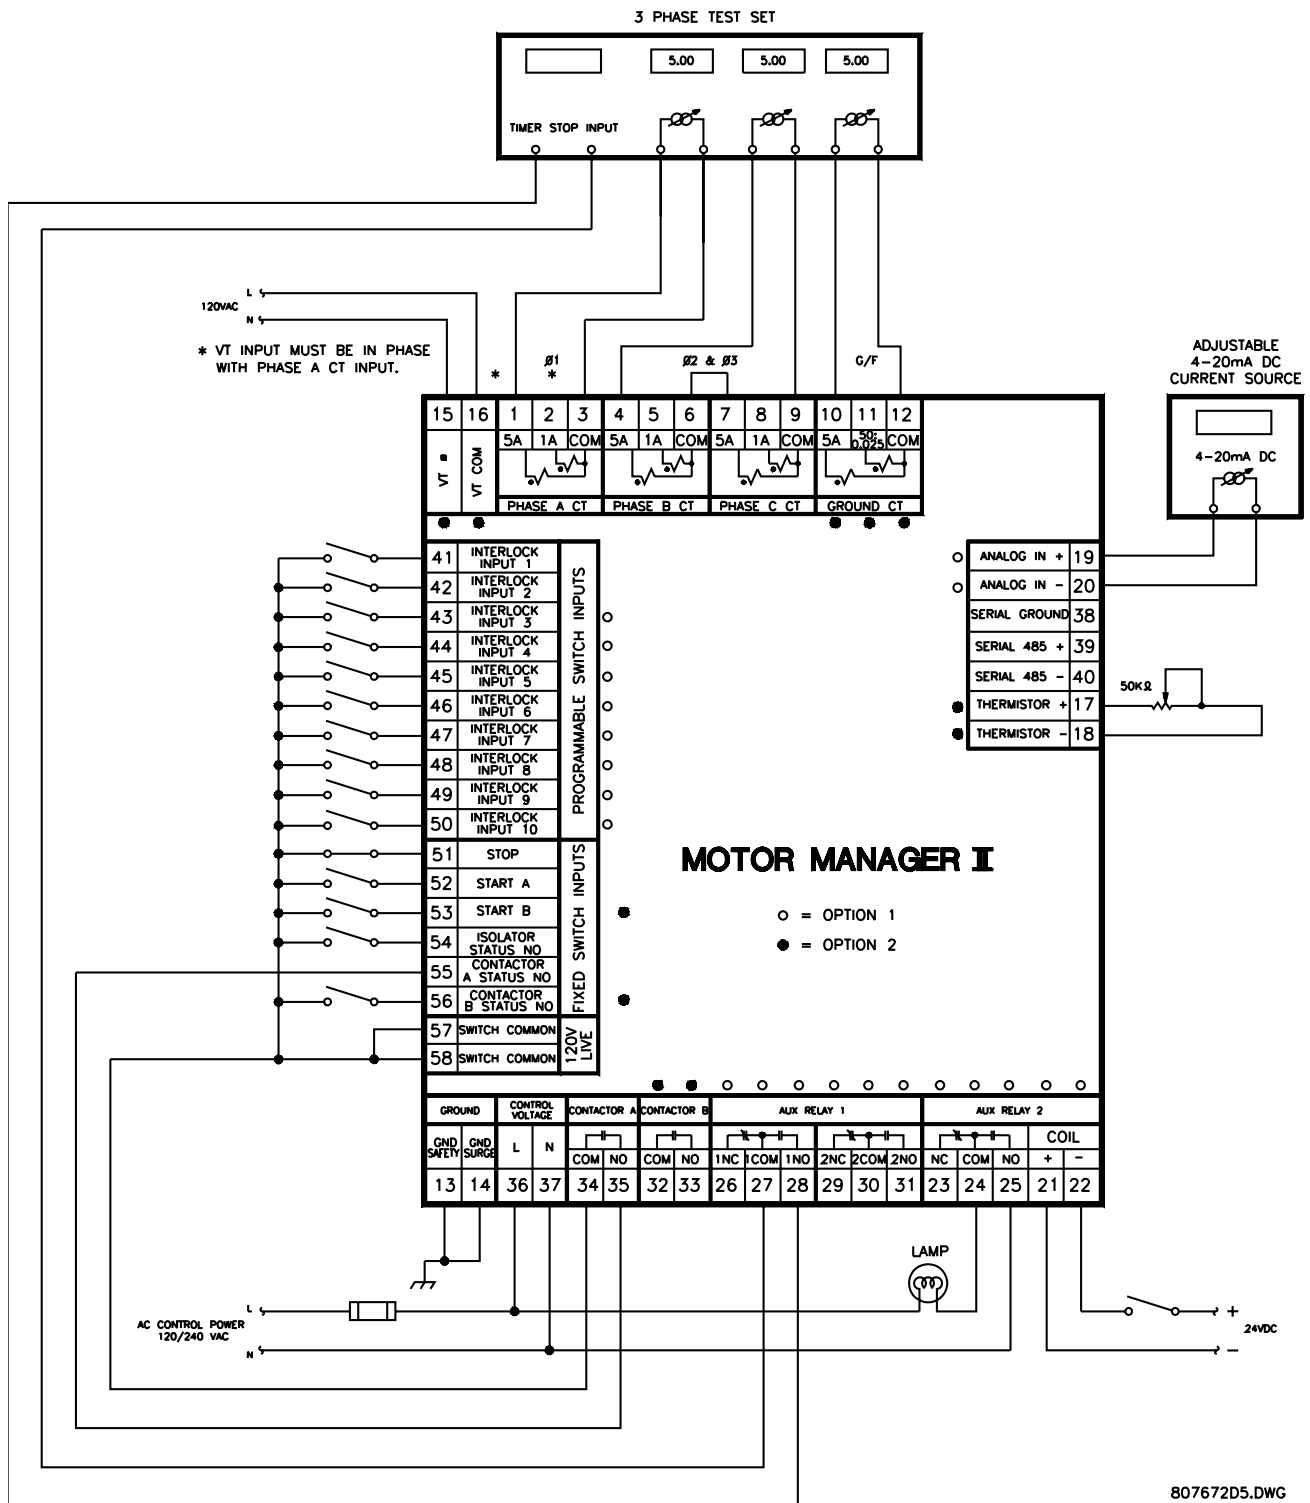 3 PHASE TEST SET
5.00 5.00 5.00
TIMER STOP INPUT
L
120VAC
N
* VT INPUT MUST BE IN PHASE
WITH PHASE A CT INPUT.
*
Ø1
*
Ø2 & Ø3
G/F
ADJUSTABLE
4-20mA DC
CURRENT SOURCE
4-20mA DC
15 16 1 2 3 4 5 6 7 8 9 10 11 12
VT
VT COM
5A 1A COM 5A 1A COM 5A 1A COM 5A 50: 0.025 COM
PHASE A CT PHASE B CT PHASE C CT GROUND CT
41 INTERLOCK INPUT 1
42 INTERLOCK INPUT 2
43 INTERLOCK INPUT 3
44 INTERLOCK INPUT 4
45 INTERLOCK INPUT 5
46 INTERLOCK INPUT 6
47 INTERLOCK INPUT 7
48 INTERLOCK INPUT 8
49 INTERLOCK INPUT 9
50 INTERLOCK INPUT 10
PROGRAMMABLE SWITCH INPUTS
51 STOP
52 START A
53 START B
54 ISOLATOR STATUS NO
55 CONTACTOR A STATUS NO
56 CONTACTOR B STATUS NO
FIXED SWITCH INPUTS
57 SWITCH COMMON
58 SWITCH COMMON
120V LIVE
ANALOG IN + 19
ANALOG IN - 20
SERIAL GROUND 38
SERIAL 485 + 39
SERIAL 485 - 40
THERMISTOR + 17
THERMISTOR - 18
50KΩ
MOTOR MANAGER II
= OPTION 1
= OPTION 2
GROUND CONTROL VOLTAGE CONTACTOR A CONTACTOR B AUX RELAY 1 AUX RELAY 2
COIL
GND SAFETY GND SURGE L N COM NO COM NO 1NC 1COM 1NO 2NC 2COM 2NO NC COM NO + -
13 14 36 37 34 35 32 33 26 27 28 29 30 31 23 24 25 21 22
LAMP
L
AC CONTROL POWER
120/240 VAC
N
+
24VDC
-
807672D5.DWG